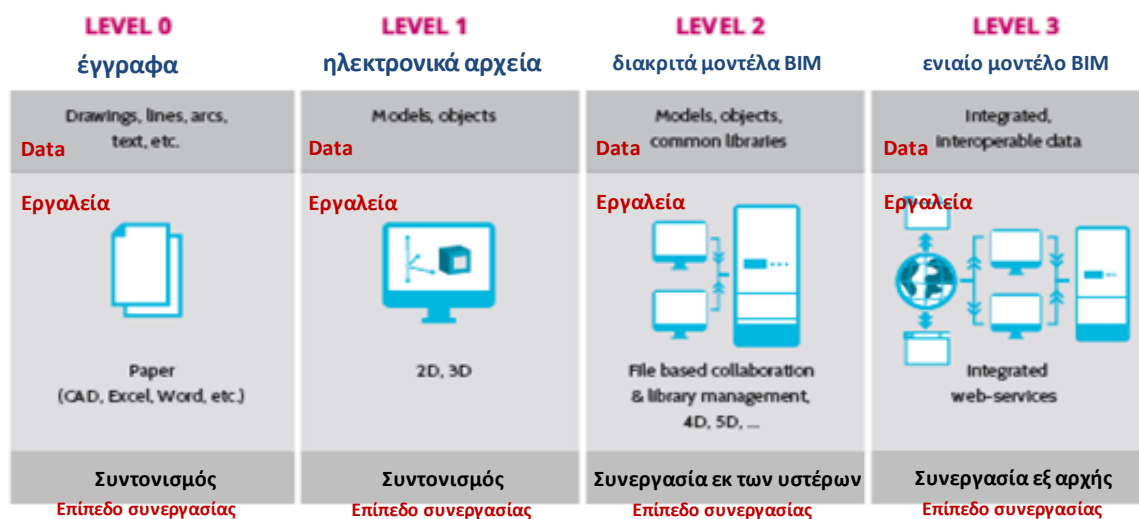 LEVEL 0
έγγραφα
Drawings, lines, arcs,
text, etc.
Data
Εργαλεία
Paper
(CAD, Excel, Word, etc.)
Συντονισμός
Επίπεδο συνεργασίας
LEVEL 1
ηλεκτρονικά αρχεία
Models, objects
Data
Εργαλεία
2D, 3D
Συντονισμός
Επίπεδο συνεργασίας
LEVEL 2
διακριτά μοντέλα BIM
Models, objects,
common libraries
Data
Εργαλεία
File based collaboration
& library management,
4D, 5D, ...
Συνεργασία εκ των υστέρων
Επίπεδο συνεργασίας
LEVEL 3
ενιαίο μοντέλο BIM
Integrated,
interoperable data
Data
Εργαλεία
Integrated
web-services
Συνεργασία εξ αρχής
Επίπεδο συνεργασίας